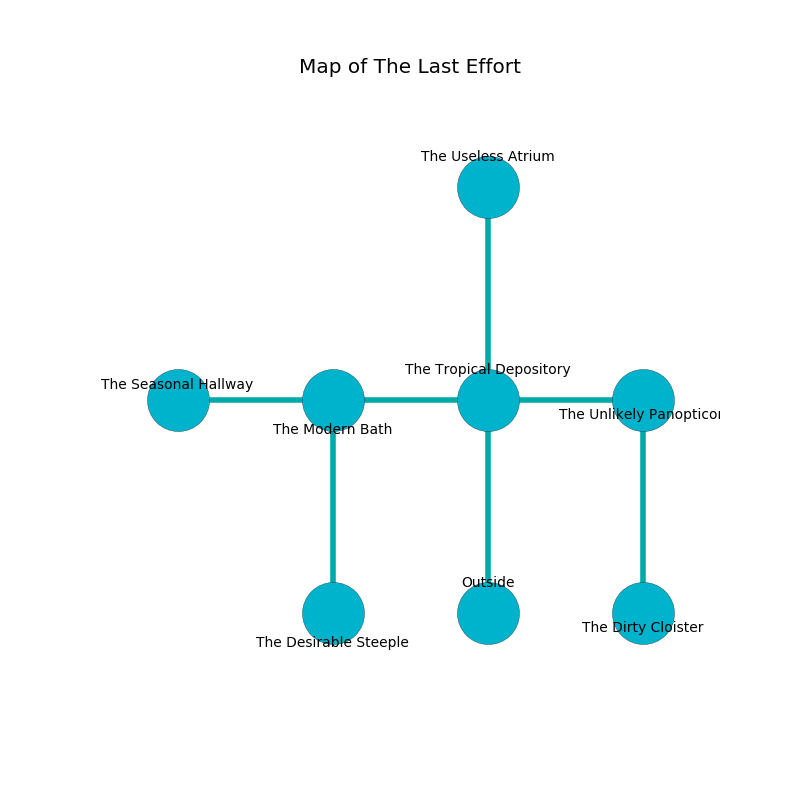 Map of The Last Effort
The Useless Atrium
The Tropical Depository
The Seasonal Hallway
The Unlikely Panopticon
The Modern Bath
Outside
The Dirty Cloister
The Desirable Steeple